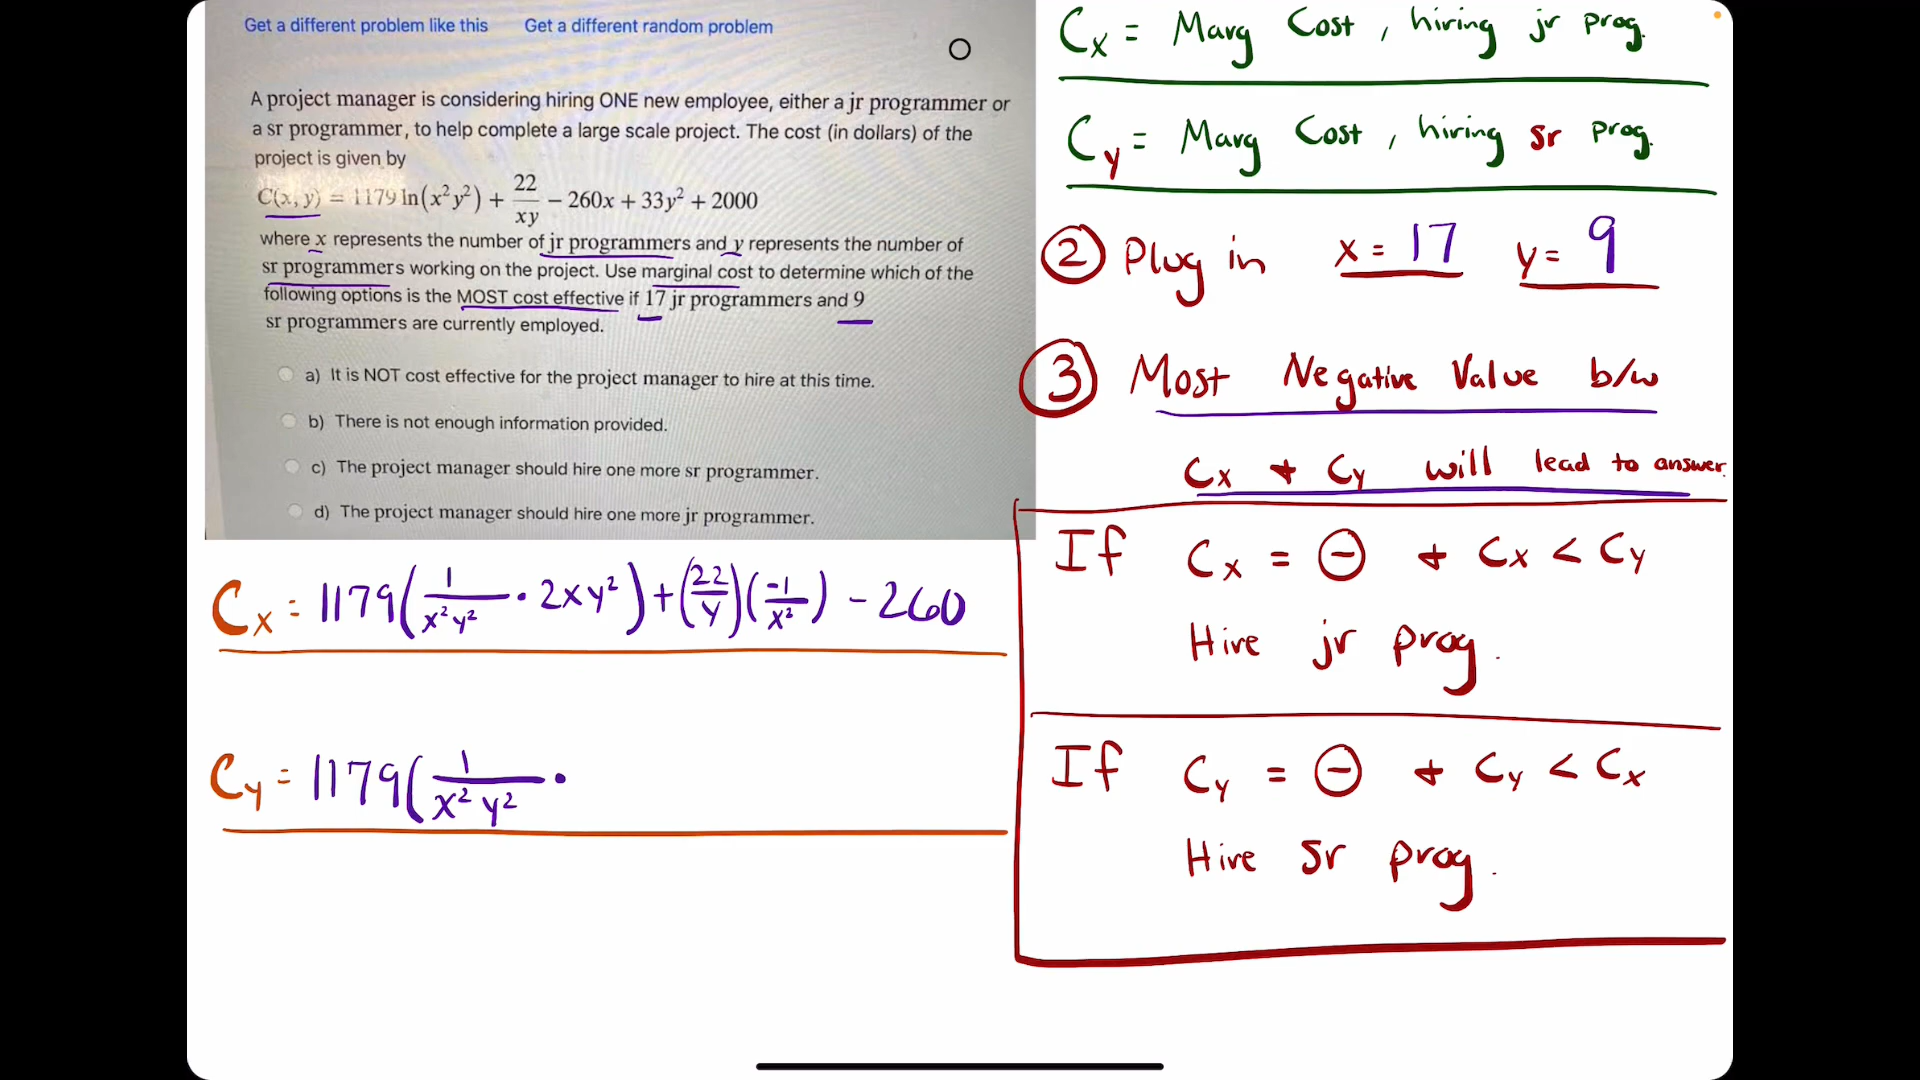 Get a different problem like this Get a different random problem
A project manager is considering hiring ONE new employee, either a jr programmer or
a sr programmer, to help complete a large scale project. The cost (in dollars) of the
project is given by
C(x, y) = 1179 ln(x²y²) + 22/xy − 260x + 33y² + 2000
where x represents the number of jr programmers and y represents the number of
sr programmers working on the project. Use marginal cost to determine which of the
following options is the MOST cost effective if 17 jr programmers and 9
sr programmers are currently employed.
a) It is NOT cost effective for the project manager to hire at this time.
b) There is not enough information provided.
c) The project manager should hire one more sr programmer.
d) The project manager should hire one more jr programmer.
Cx = 1179(1/x²y² · 2xy²) + (22/y)(-1/x²) - 260
Cy = 1179(1/x²y² ·
Cx = Marg Cost, hiring jr prog.
Cy = Marg Cost, hiring sr prog.
② Plug in x = 17 y = 9
③ Most Negative Value b/w
Cx + Cy will lead to answer.
If Cx = ⊖ + Cx < Cy
Hire jr prog.
If Cy = ⊖ + Cy < Cx
Hire Sr prog.